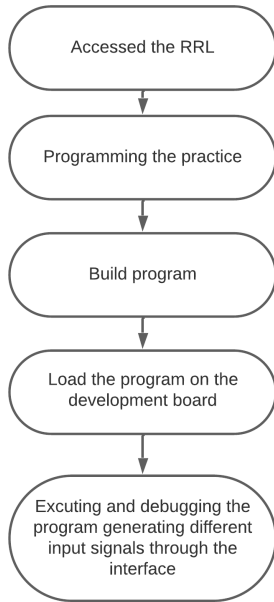 Accessed the RRL
Programming the practice
Build program
Load the program on the
development board
Excuting and debugging the
program generating different
input signals through the
interface